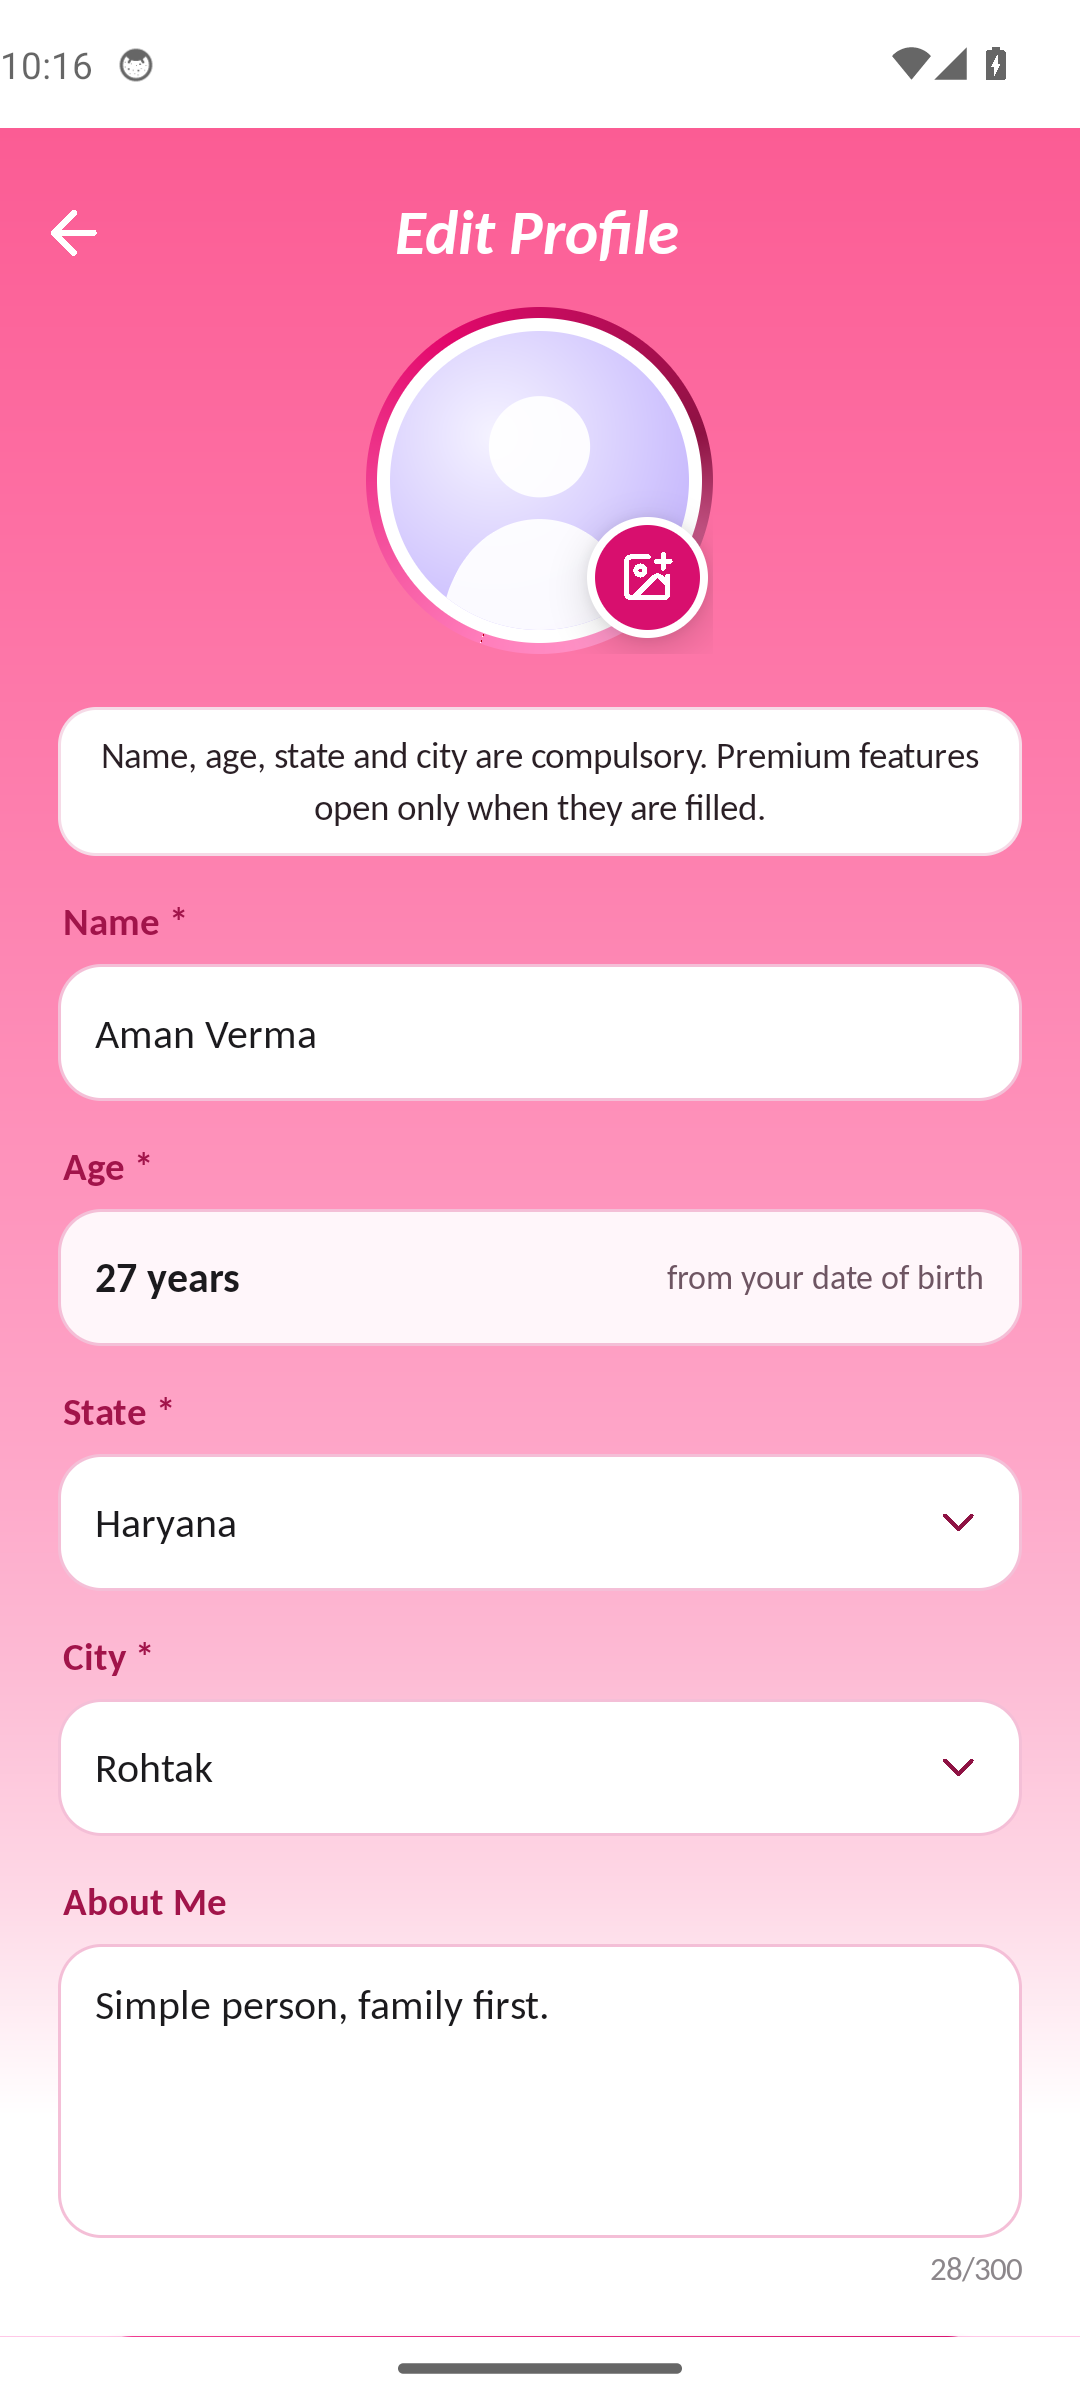 10:16
Edit Profile
Name, age, state and city are compulsory. Premium features
open only when they are filled.
Name *
Aman Verma
Age *
27 years
from your date of birth
State *
Haryana
City *
Rohtak
About Me
Simple person, family first.
28/300